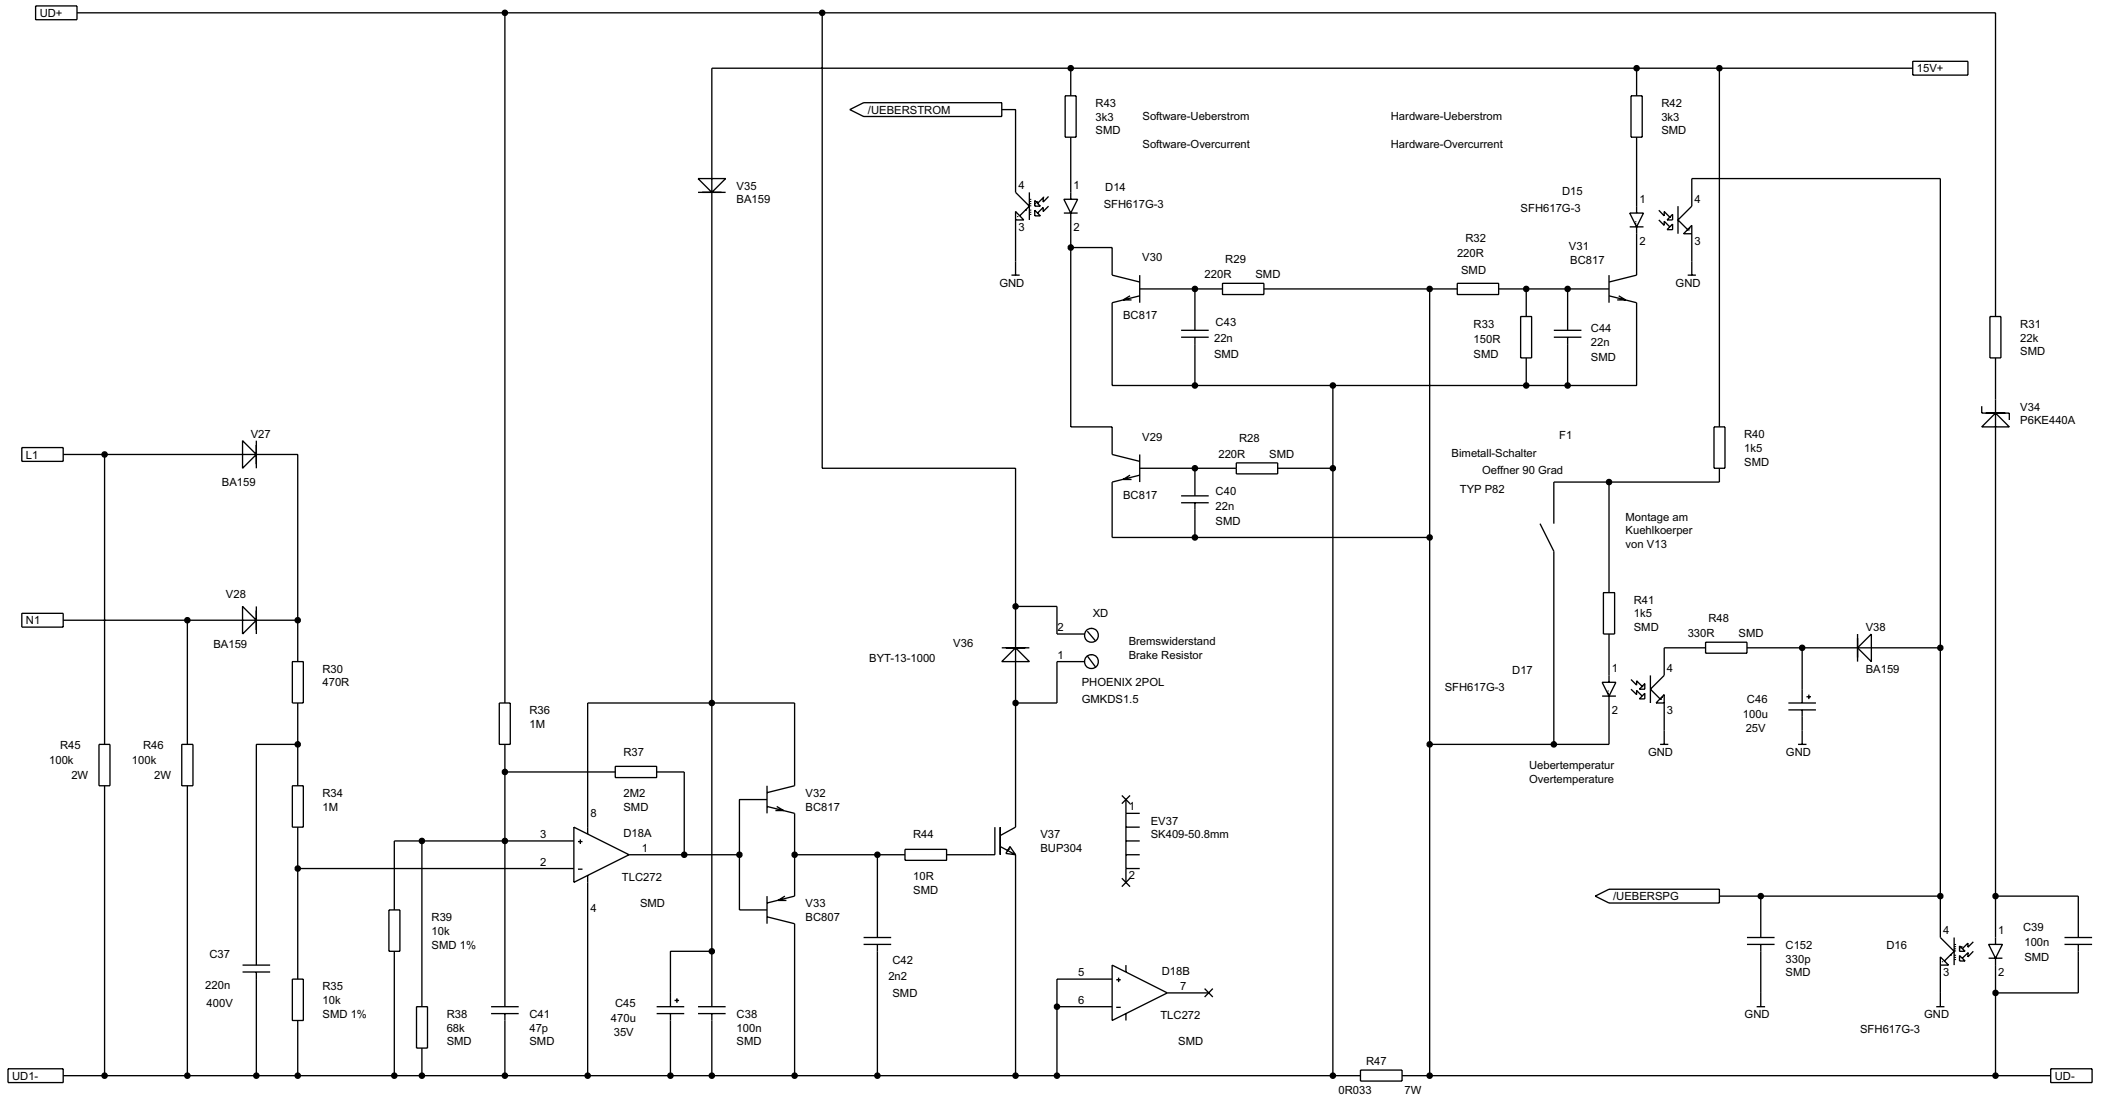 UD+
15V+
/UEBERSTROM
R43
3k3
SMD
Software-Ueberstrom
Software-Overcurrent
Hardware-Ueberstrom
Hardware-Overcurrent
R42
3k3
SMD
V35
BA159
4
3
1
2
D14
SFH617G-3
D15
SFH617G-3
1
2
4
3
GND
GND
V30
BC817
R29
220R SMD
R32
220R
SMD
V31
BC817
C43
22n
SMD
R33
150R
SMD
C44
22n
SMD
R31
22k
SMD
V34
P6KE440A
L1
V27
BA159
V29
BC817
R28
220R SMD
C40
22n
SMD
F1
Bimetall-Schalter
Oeffner 90 Grad
TYP P82
R40
1k5
SMD
Montage am
Kuehlkoerper
von V13
N1
V28
BA159
R30
470R
V36
BYT-13-1000
XD
2
1
Bremswiderstand
Brake Resistor
PHOENIX 2POL
GMKDS1.5
R41
1k5
SMD
D17
SFH617G-3
1
2
4
3
GND
R48
330R SMD
V38
BA159
C46
+
100u
25V
GND
Uebertemperatur
Overtemperature
R45
100k
2W
R46
100k
2W
R36
1M
R37
2M2
SMD
R34
1M
8
3
2
1
4
+
-
D18A
TLC272
SMD
V32
BC817
V33
BC807
R44
10R
SMD
V37
BUP304
1
2
EV37
SK409-50.8mm
R39
10k
SMD 1%
C37
220n
400V
R35
10k
SMD 1%
R38
68k
SMD
C41
47p
SMD
C45
+
470u
35V
C38
100n
SMD
C42
2n2
SMD
5
6
+
-
D18B
7
TLC272
SMD
/UEBERSPG
C152
330p
SMD
GND
D16
4
3
1
2
GND
SFH617G-3
C39
100n
SMD
UD1-
R47
0R033 7W
UD-